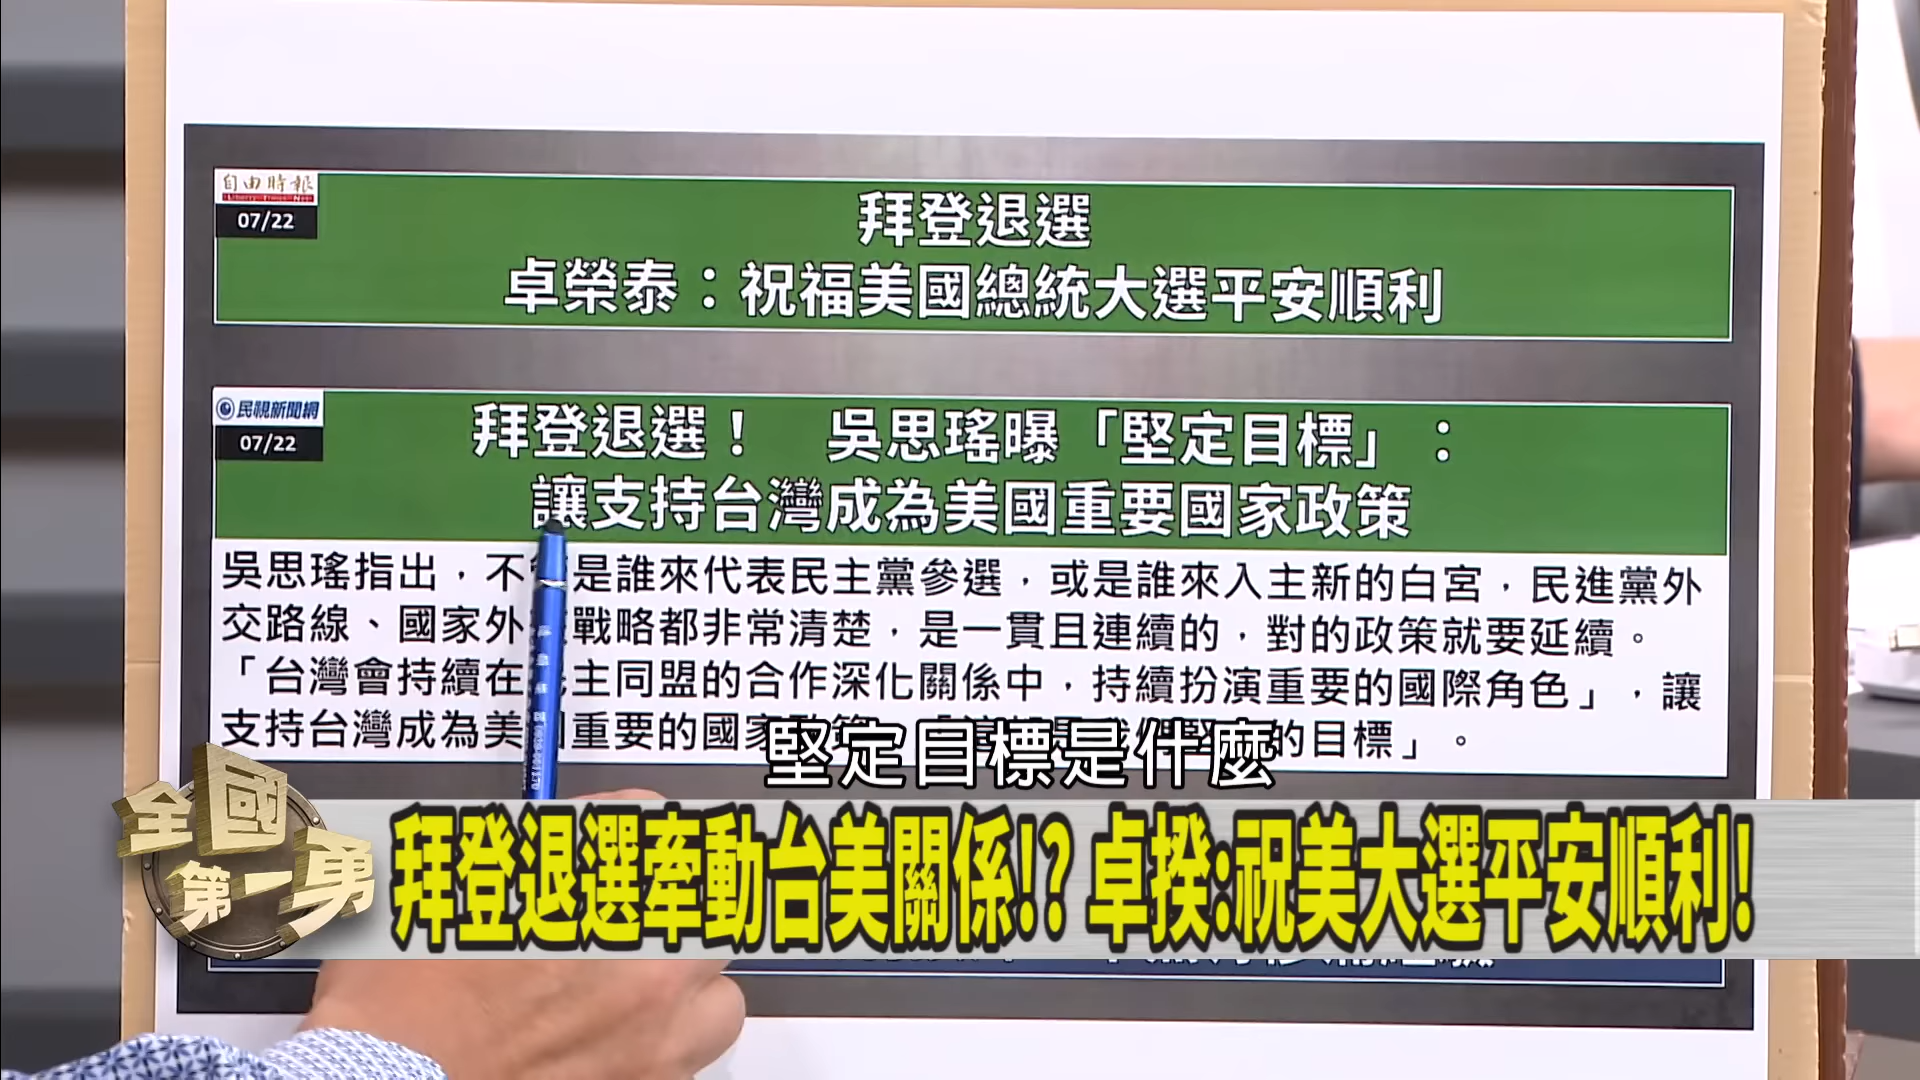 自由時報
Liberty Times Net
07/22
拜登退選
卓榮泰：祝福美國總統大選平安順利
民視新聞網
07/22
拜登退選！ 吳思瑤曝「堅定目標」：
讓支持台灣成為美國重要國家政策
吳思瑤指出，不 是誰來代表民主黨參選，或是誰來入主新的白宮，民進黨外
交路線、國家外 戰略都非常清楚，是一貫且連續的，對的政策就要延續。
「台灣會持續在 主同盟的合作深化關係中，持續扮演重要的國際角色」，讓
支持台灣成為美 重要的國家 的目標」。
堅定目標是什麼
全國第一勇
拜登退選牽動台美關係!? 卓揆:祝美大選平安順利!